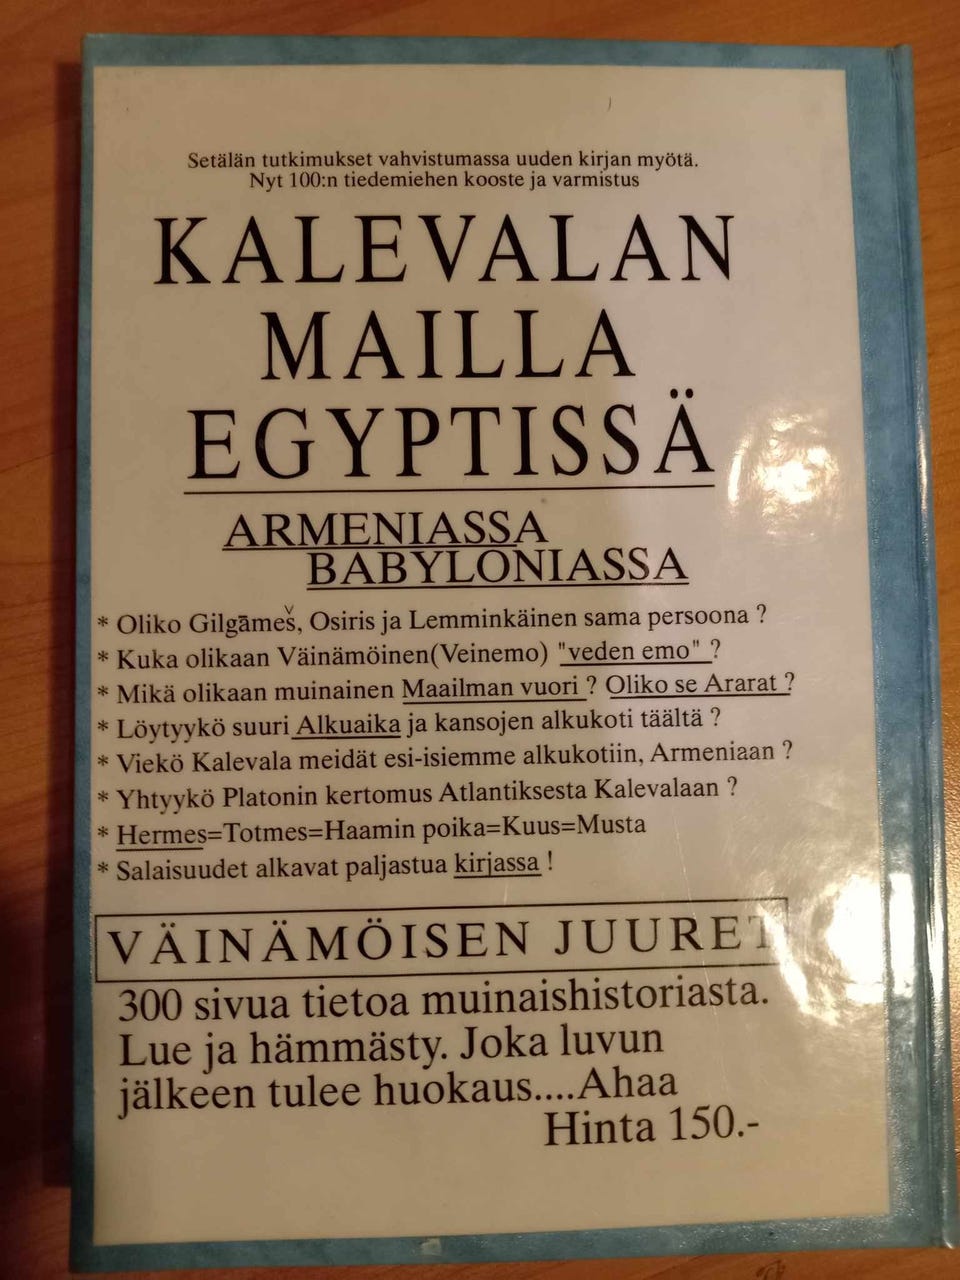 Setälän tutkimukset vahvistumassa uuden kirjan myötä.
Nyt 100:n tiedemiehen kooste ja varmistus
KALEVALAN
MAILLA
EGYPTISSÄ
ARMENIASSA
BABYLONIASSA
* Oliko Gilgāmeš, Osiris ja Lemminkäinen sama persoona ?
* Kuka olikaan Väinämöinen(Veinemo) "veden emo" ?
* Mikä olikaan muinainen Maailman vuori ? Oliko se Ararat ?
* Löytyykö suuri Alkuaika ja kansojen alkukoti täältä ?
* Viekö Kalevala meidät esi-isiemme alkukotiin, Armeniaan ?
* Yhtyykö Platonin kertomus Atlantiksesta Kalevalaan ?
* Hermes=Totmes=Haamin poika=Kuus=Musta
* Salaisuudet alkavat paljastua kirjassa !
VÄINÄMÖISEN JUURET
300 sivua tietoa muinaishistoriasta.
Lue ja hämmästy. Joka luvun
jälkeen tulee huokaus....Ahaa
Hinta 150.-